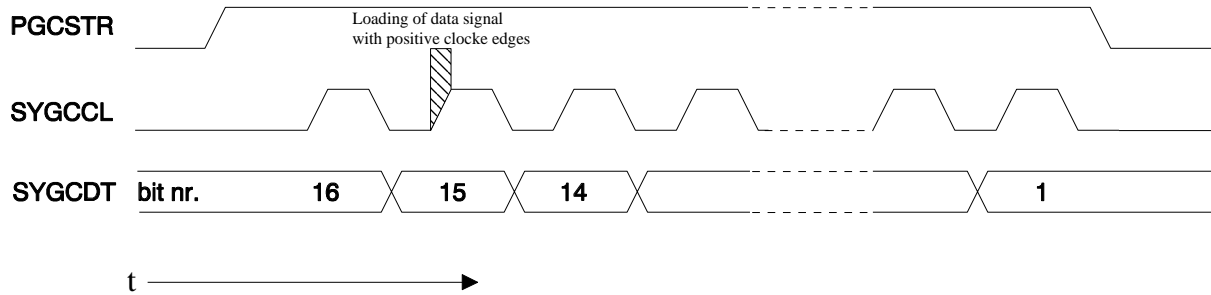 PGCSTR
Loading of data signal
with positive clocke edges
SYGCCL
SYGCDT bit nr. 16 15 14 1
t